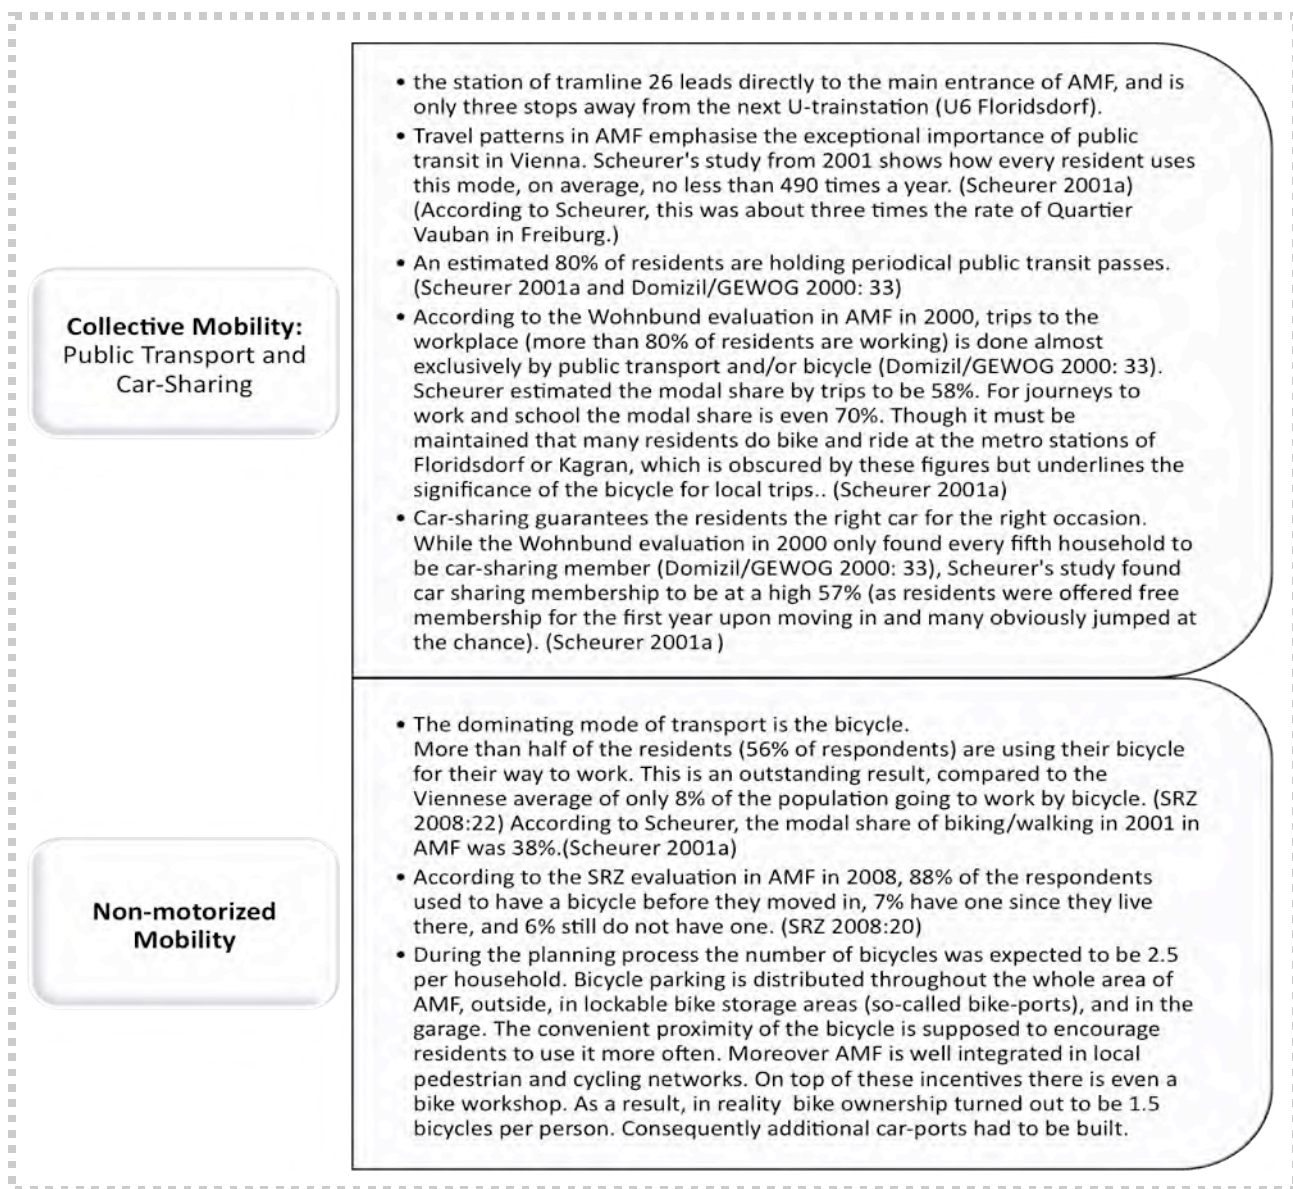 Collective Mobility:
Public Transport and
Car-Sharing
• the station of tramline 26 leads directly to the main entrance of AMF, and is
only three stops away from the next U-trainstation (U6 Floridsdorf).
• Travel patterns in AMF emphasise the exceptional importance of public
transit in Vienna. Scheurer's study from 2001 shows how every resident uses
this mode, on average, no less than 490 times a year. (Scheurer 2001a)
(According to Scheurer, this was about three times the rate of Quartier
Vauban in Freiburg.)
• An estimated 80% of residents are holding periodical public transit passes.
(Scheurer 2001a and Domizil/GEWOG 2000: 33)
• According to the Wohnbund evaluation in AMF in 2000, trips to the
workplace (more than 80% of residents are working) is done almost
exclusively by public transport and/or bicycle (Domizil/GEWOG 2000: 33).
Scheurer estimated the modal share by trips to be 58%. For journeys to
work and school the modal share is even 70%. Though it must be
maintained that many residents do bike and ride at the metro stations of
Floridsdorf or Kagran, which is obscured by these figures but underlines the
significance of the bicycle for local trips.. (Scheurer 2001a)
• Car-sharing guarantees the residents the right car for the right occasion.
While the Wohnbund evaluation in 2000 only found every fifth household to
be car-sharing member (Domizil/GEWOG 2000: 33), Scheurer's study found
car sharing membership to be at a high 57% (as residents were offered free
membership for the first year upon moving in and many obviously jumped at
the chance). (Scheurer 2001a )
Non-motorized
Mobility
• The dominating mode of transport is the bicycle.
More than half of the residents (56% of respondents) are using their bicycle
for their way to work. This is an outstanding result, compared to the
Viennese average of only 8% of the population going to work by bicycle. (SRZ
2008:22) According to Scheurer, the modal share of biking/walking in 2001 in
AMF was 38%.(Scheurer 2001a)
• According to the SRZ evaluation in AMF in 2008, 88% of the respondents
used to have a bicycle before they moved in, 7% have one since they live
there, and 6% still do not have one. (SRZ 2008:20)
• During the planning process the number of bicycles was expected to be 2.5
per household. Bicycle parking is distributed throughout the whole area of
AMF, outside, in lockable bike storage areas (so-called bike-ports), and in the
garage. The convenient proximity of the bicycle is supposed to encourage
residents to use it more often. Moreover AMF is well integrated in local
pedestrian and cycling networks. On top of these incentives there is even a
bike workshop. As a result, in reality  bike ownership turned out to be 1.5
bicycles per person. Consequently additional car-ports had to be built.